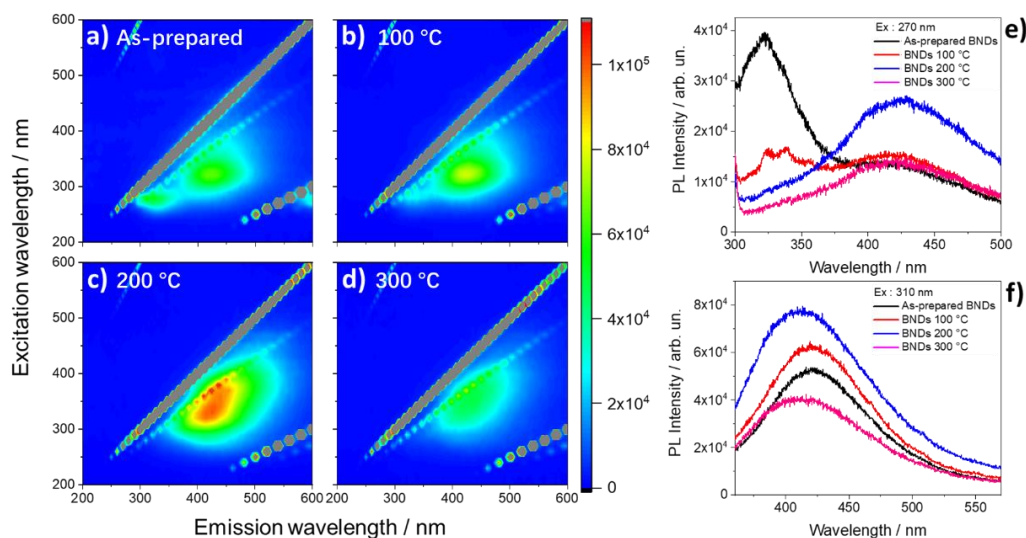 a) As-prepared
b) 100 °C
c) 200 °C
d) 300 °C
600
500
400
300
200
600
500
400
300
200
200
300
400
500
600
200
300
400
500
600
Excitation wavelength / nm
Emission wavelength / nm
1x10⁵
8x10⁴
6x10⁴
4x10⁴
2x10⁴
0
e)
Ex : 270 nm
As-prepared BNDs
BNDs 100 °C
BNDs 200 °C
BNDs 300 °C
4x10⁴
3x10⁴
2x10⁴
1x10⁴
0
300
350
400
450
500
PL Intensity / arb. un.
Wavelength / nm
f)
Ex : 310 nm
As-prepared BNDs
BNDs 100 °C
BNDs 200 °C
BNDs 300 °C
8x10⁴
6x10⁴
4x10⁴
2x10⁴
0
400
450
500
550
PL Intensity / arb. un.
Wavelength / nm